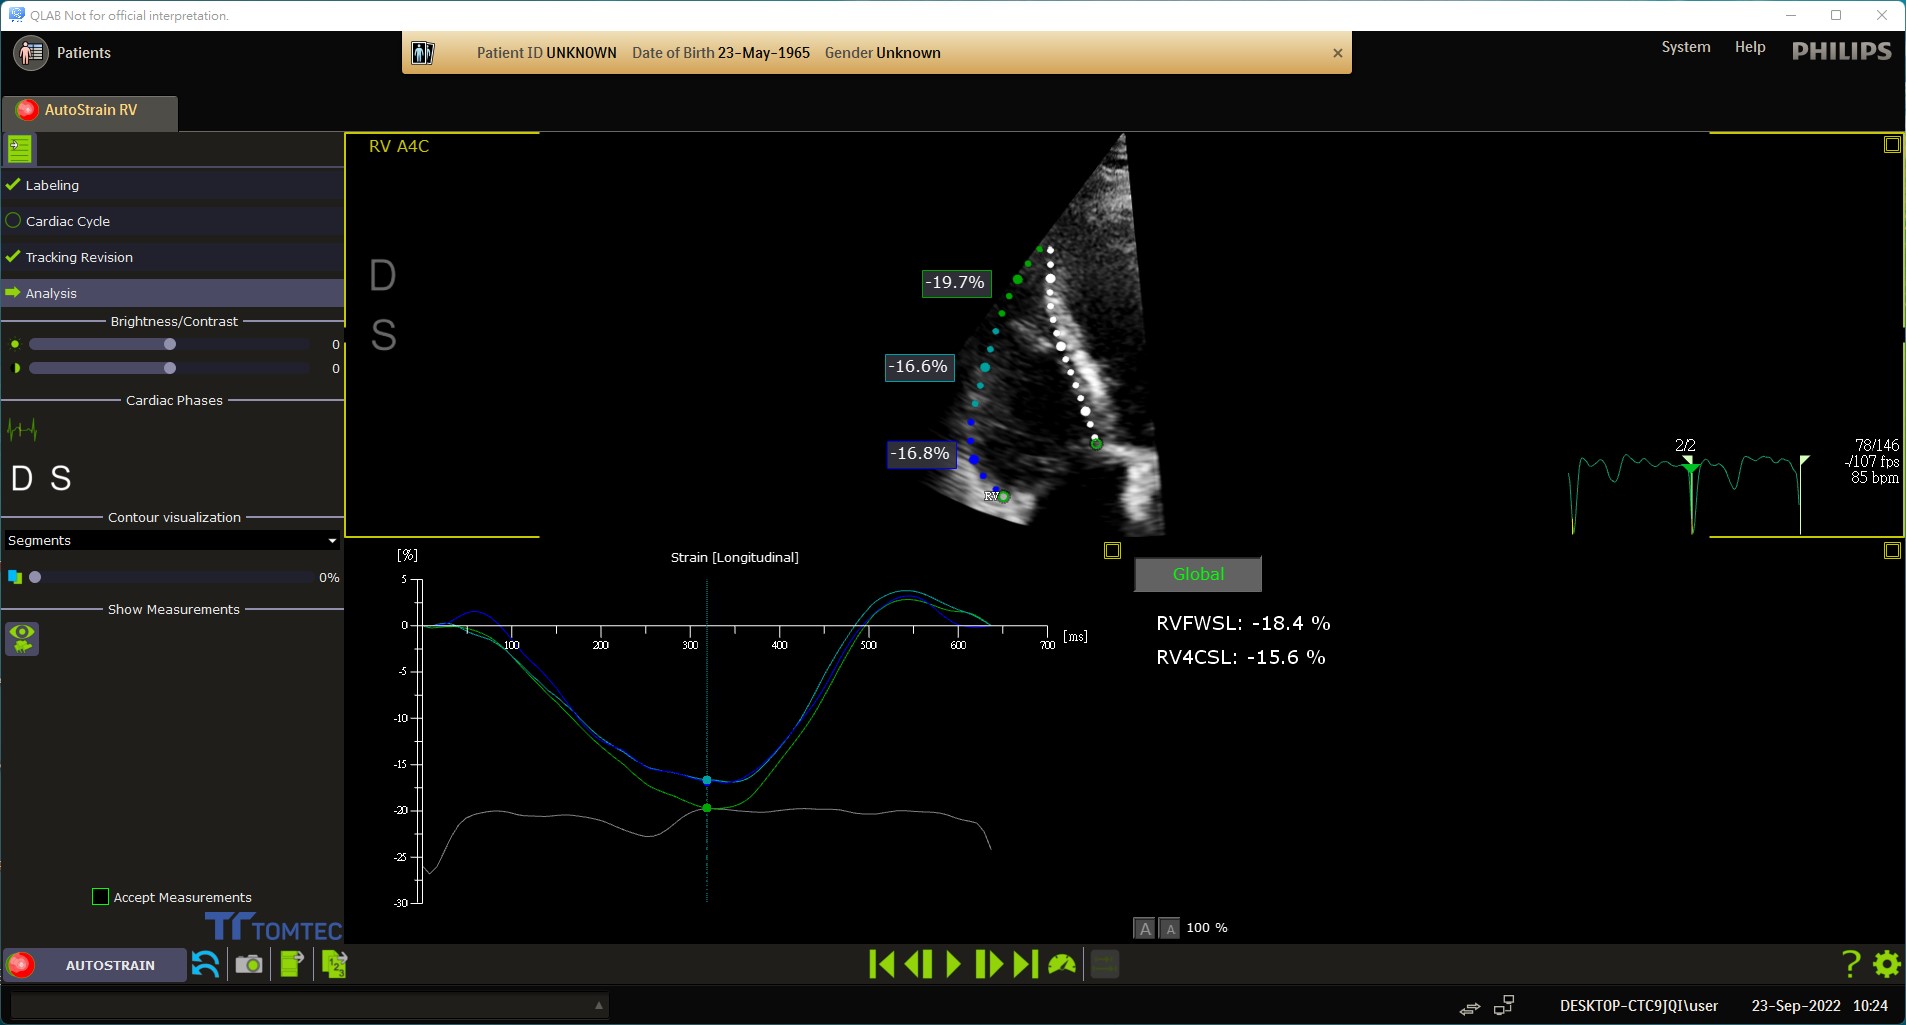 QLAB Not for official interpretation.
Patients
Patient ID UNKNOWN Date of Birth 23-May-1965 Gender Unknown
System Help PHILIPS
AutoStrain RV
Labeling
Cardiac Cycle
Tracking Revision
Analysis
Brightness/Contrast
0
0
Cardiac Phases
D S
Contour visualization
Segments
0%
Show Measurements
Accept Measurements
TOMTEC
RV A4C
D
S
-19.7%
-16.6%
-16.8%
RV
2/2
78/146
-/107 fps
85 bpm
[%]
Strain [Longitudinal]
5
0
-5
-10
-15
-20
-25
-30
100 200 300 400 500 600 700 [ms]
Global
RVFWSL: -18.4 %
RV4CSL: -15.6 %
A A 100 %
AUTOSTRAIN
1 2 3
?
DESKTOP-CTC9JQI\user 23-Sep-2022 10:24